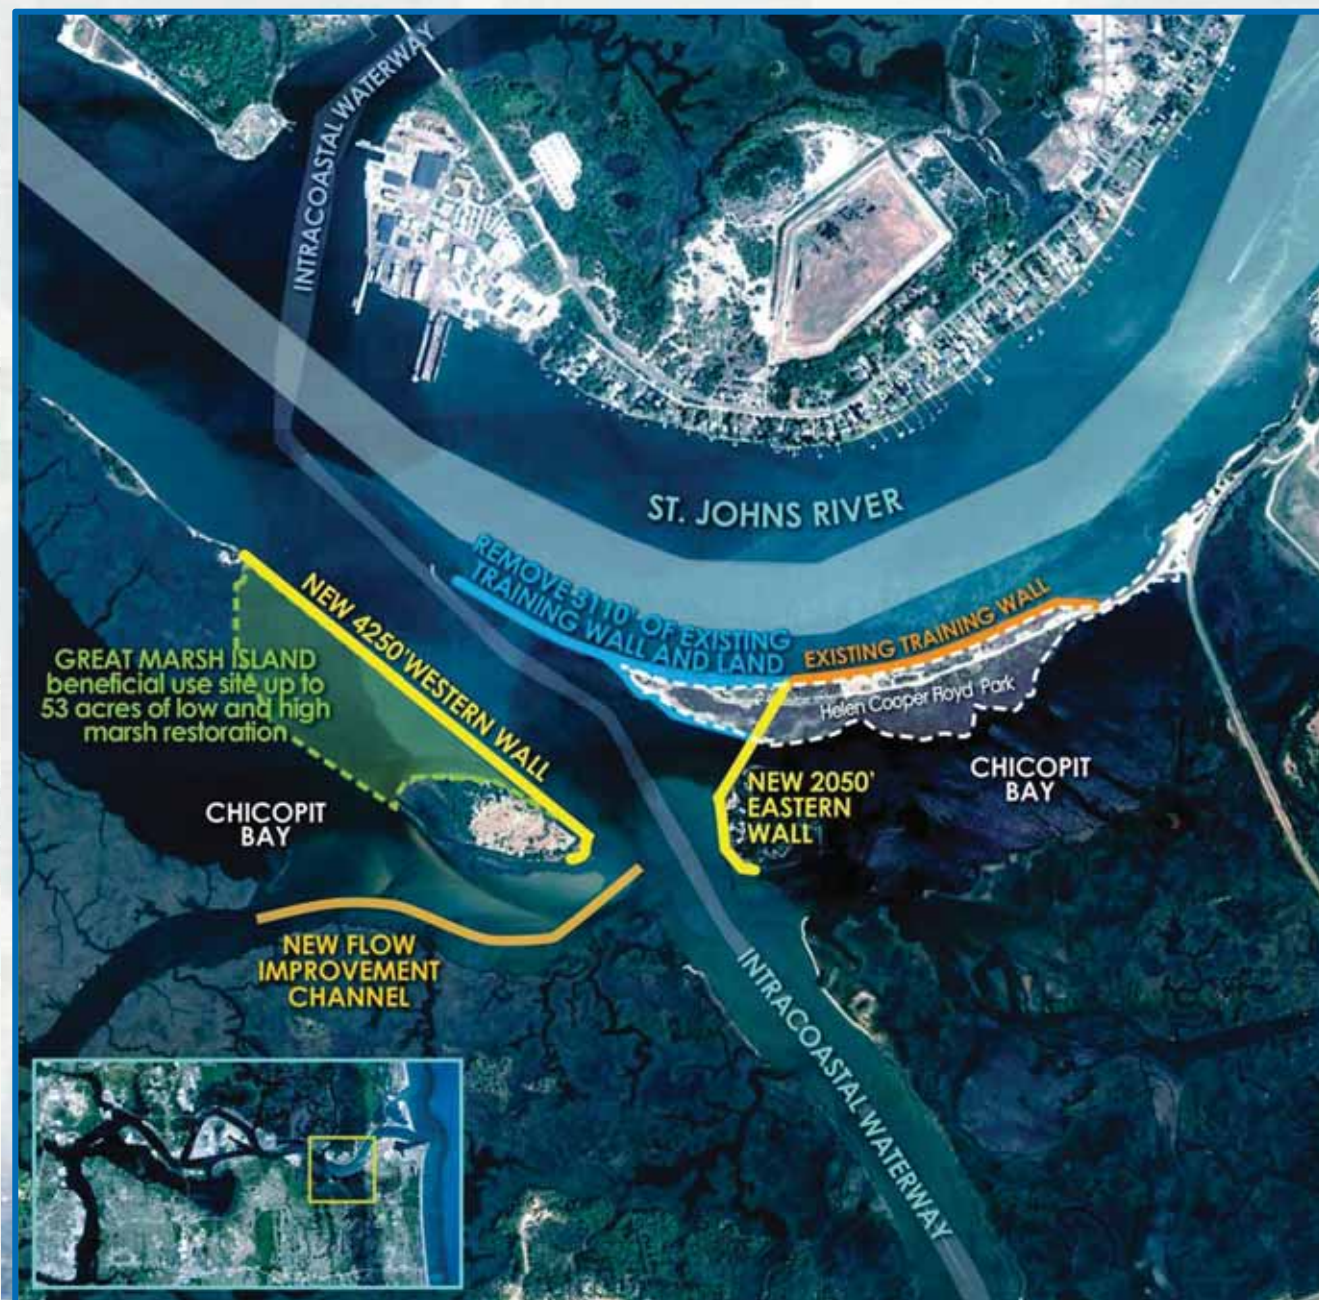 INTRACOASTAL WATERWAY
ST. JOHNS RIVER
REMOVE 3110' OF EXISTING
TRAINING WALL AND LAND
EXISTING TRAINING WALL
NEW 4250' WESTERN WALL
GREAT MARSH ISLAND
beneficial use site up to
53 acres of low and high
marsh restoration
Helen Cooper Floyd Park
CHICOPIT
BAY
NEW 2050'
EASTERN
WALL
CHICOPIT
BAY
NEW FLOW
IMPROVEMENT
CHANNEL
INTRACOASTAL WATERWAY